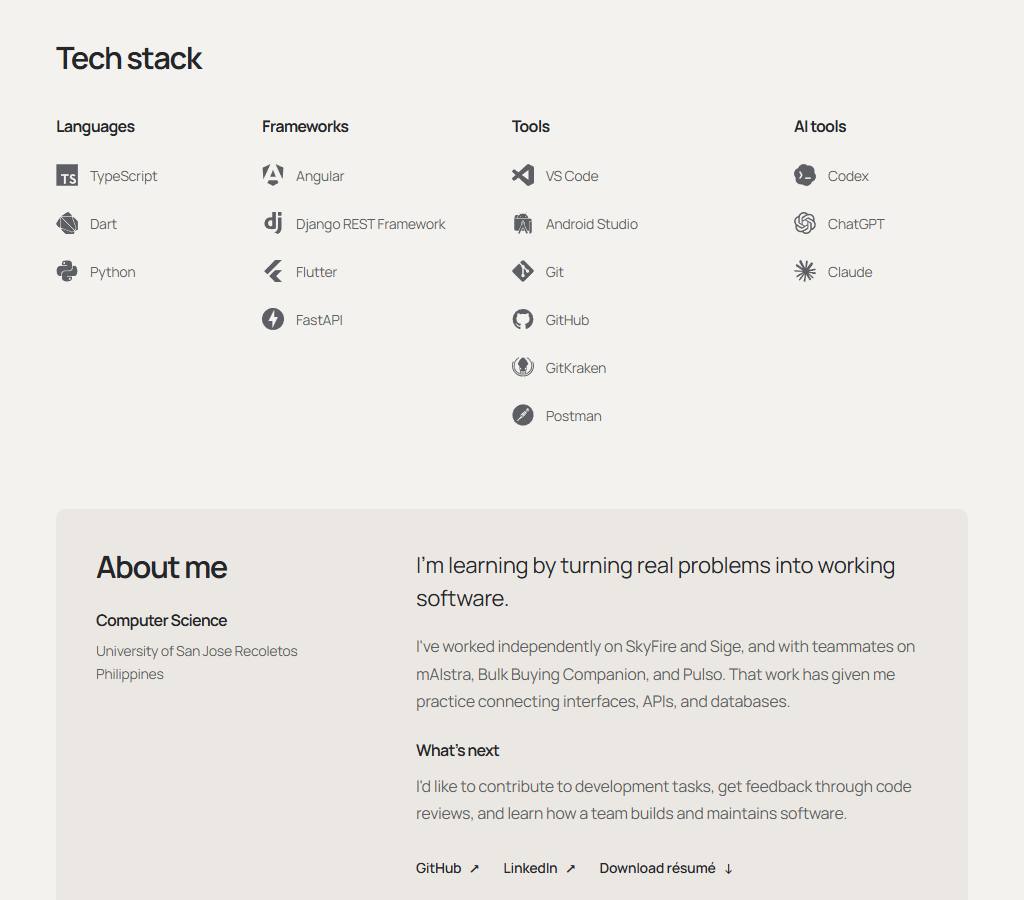 Tech stack
Languages
TypeScript
Dart
Python
Frameworks
Angular
Django REST Framework
Flutter
FastAPI
Tools
VS Code
Android Studio
Git
GitHub
GitKraken
Postman
AI tools
Codex
ChatGPT
Claude
About me
Computer Science
University of San Jose Recoletos
Philippines
I'm learning by turning real problems into working
software.
I've worked independently on SkyFire and Sige, and with teammates on
mAIstra, Bulk Buying Companion, and Pulso. That work has given me
practice connecting interfaces, APIs, and databases.
What's next
I'd like to contribute to development tasks, get feedback through code
reviews, and learn how a team builds and maintains software.
GitHub ↗ LinkedIn ↗ Download résumé ↓